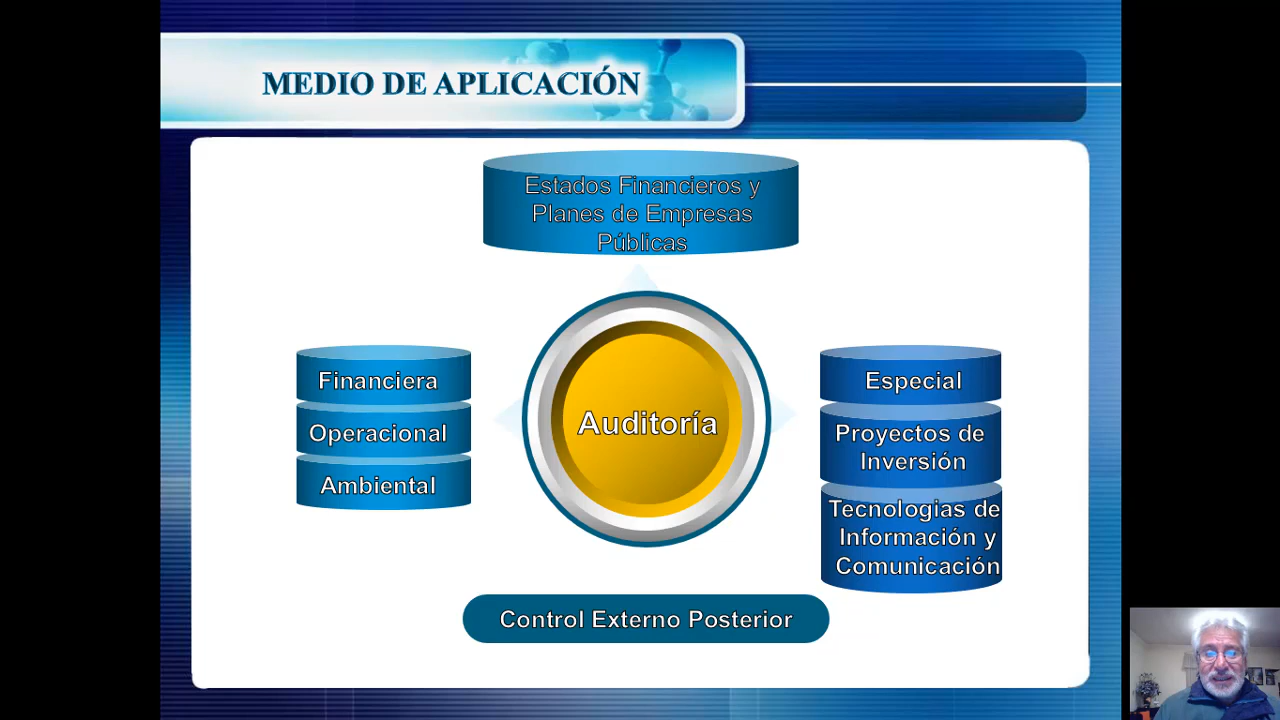 MEDIO DE APLICACIÓN
Estados Financieros y
Planes de Empresas
Públicas
Financiera
Operacional
Ambiental
Auditoría
Especial
Proyectos de
Inversión
Tecnologias de
Información y
Comunicación
Control Externo Posterior